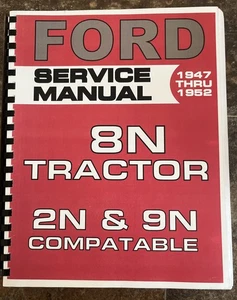 FORD
SERVICE
MANUAL
1947
THRU
1952
8N
TRACTOR
2N & 9N
COMPATABLE